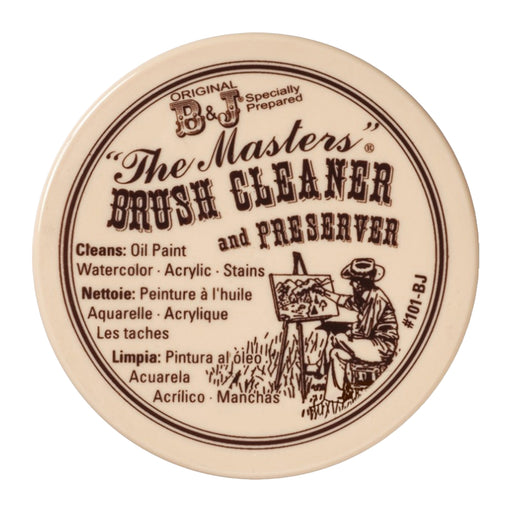 ORIGINAL
B&J Specially
Prepared
"The Masters"®
BRUSH CLEANER
and PRESERVER
Cleans: Oil Paint
Watercolor · Acrylic · Stains
Nettoie: Peinture à l'huile
Aquarelle · Acrylique
Les taches
Limpia: Pintura al óleo
Acuarela
Acrílico · Manchas
#101-BJ